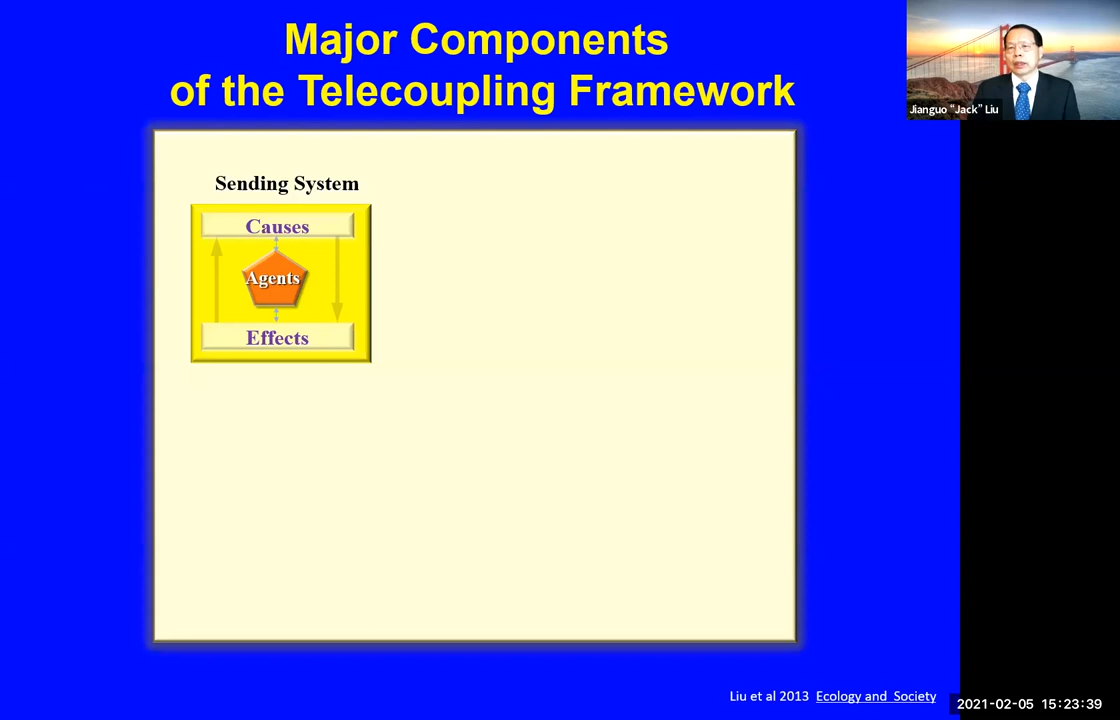 Major Components
of the Telecoupling Framework
Jianguo "Jack" Liu
Sending System
Causes
Agents
Effects
Liu et al 2013 Ecology and Society
2021-02-05 15:23:39